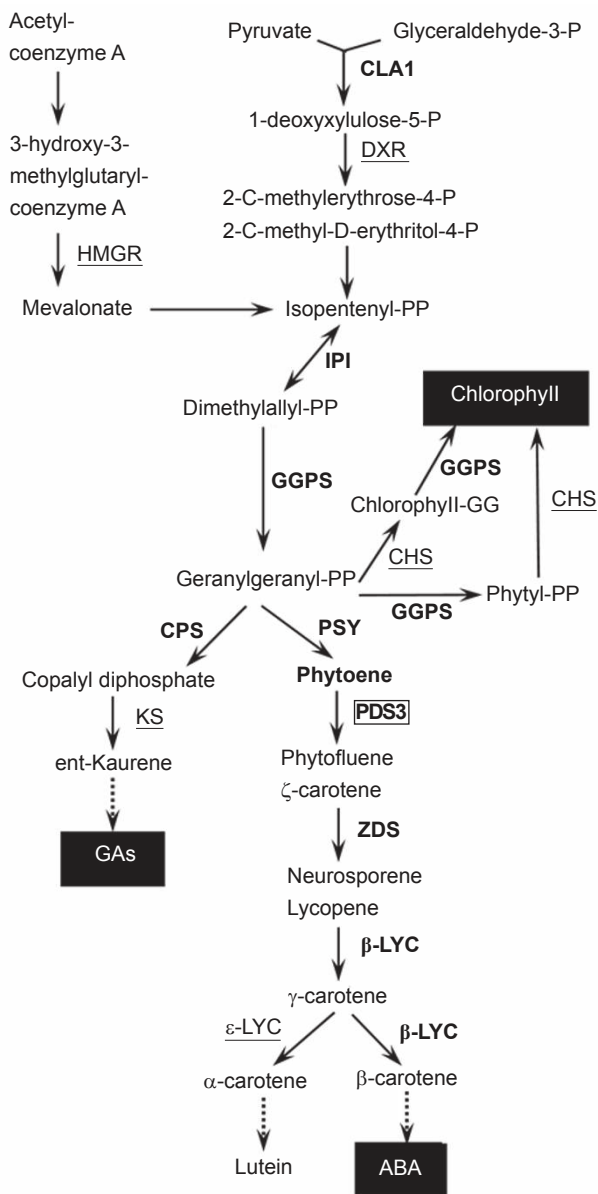 Acetyl-
coenzyme A
Pyruvate
Glyceraldehyde-3-P
CLA1
3-hydroxy-3-
methylglutaryl-
coenzyme A
1-deoxyxylulose-5-P
DXR
2-C-methylerythrose-4-P
2-C-methyl-D-erythritol-4-P
HMGR
Mevalonate
Isopentenyl-PP
IPI
Dimethylallyl-PP
Chlorophyll
GGPS
GGPS
Chlorophyll-GG
CHS
CHS
Geranylgeranyl-PP
GGPS
Phytyl-PP
CPS
PSY
Copalyl diphosphate
Phytoene
KS
PDS3
ent-Kaurene
Phytofluene
ζ-carotene
ZDS
GAs
Neurosporene
Lycopene
β-LYC
γ-carotene
ε-LYC
β-LYC
α-carotene
β-carotene
Lutein
ABA